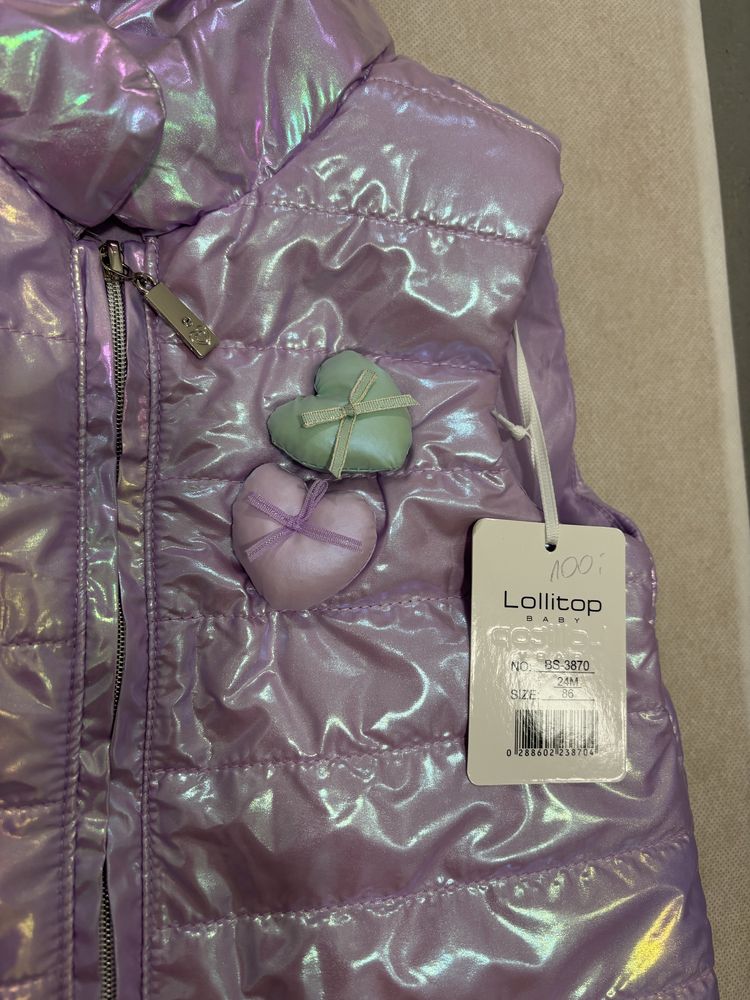 100:
Lollitop
BABY
NO. BS-3870
24M
SIZE: 86
0 288602 238704